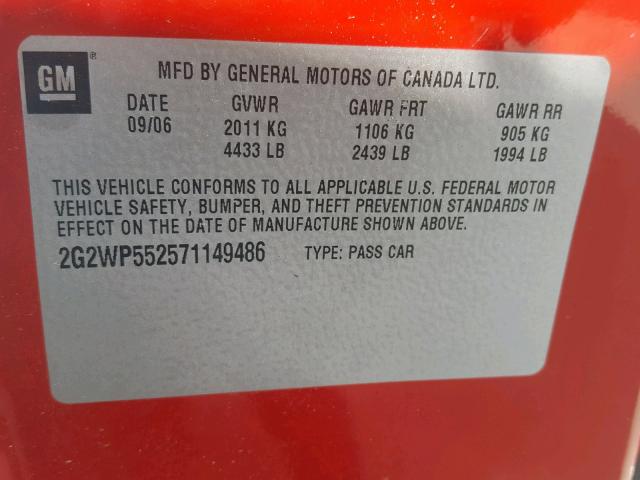 GM®
MFD BY GENERAL MOTORS OF CANADA LTD.
DATE GVWR GAWR FRT GAWR RR
09/06 2011 KG 1106 KG 905 KG
4433 LB 2439 LB 1994 LB
THIS VEHICLE CONFORMS TO ALL APPLICABLE U.S. FEDERAL MOTOR
VEHICLE SAFETY, BUMPER, AND THEFT PREVENTION STANDARDS IN
EFFECT ON THE DATE OF MANUFACTURE SHOWN ABOVE.
2G2WP552571149486 TYPE: PASS CAR